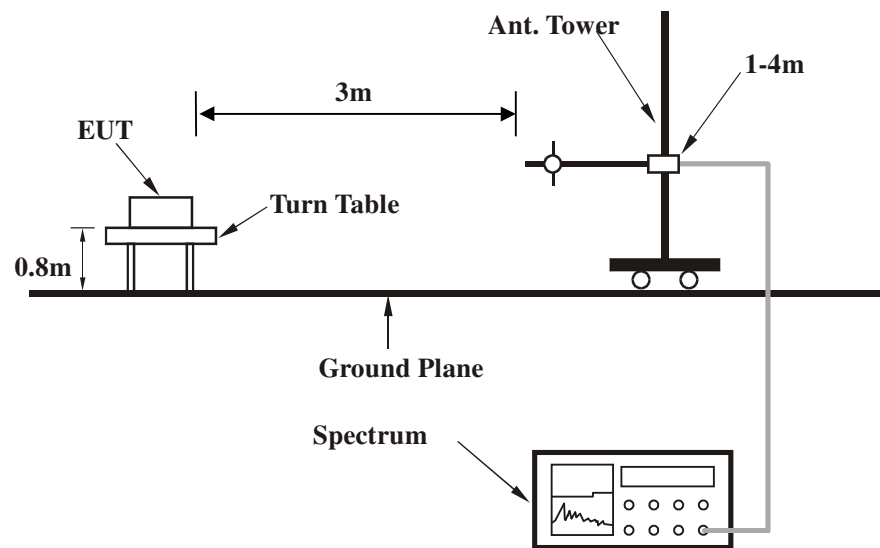 Ant. Tower
1-4m
3m
EUT
Turn Table
0.8m
Ground Plane
Spectrum